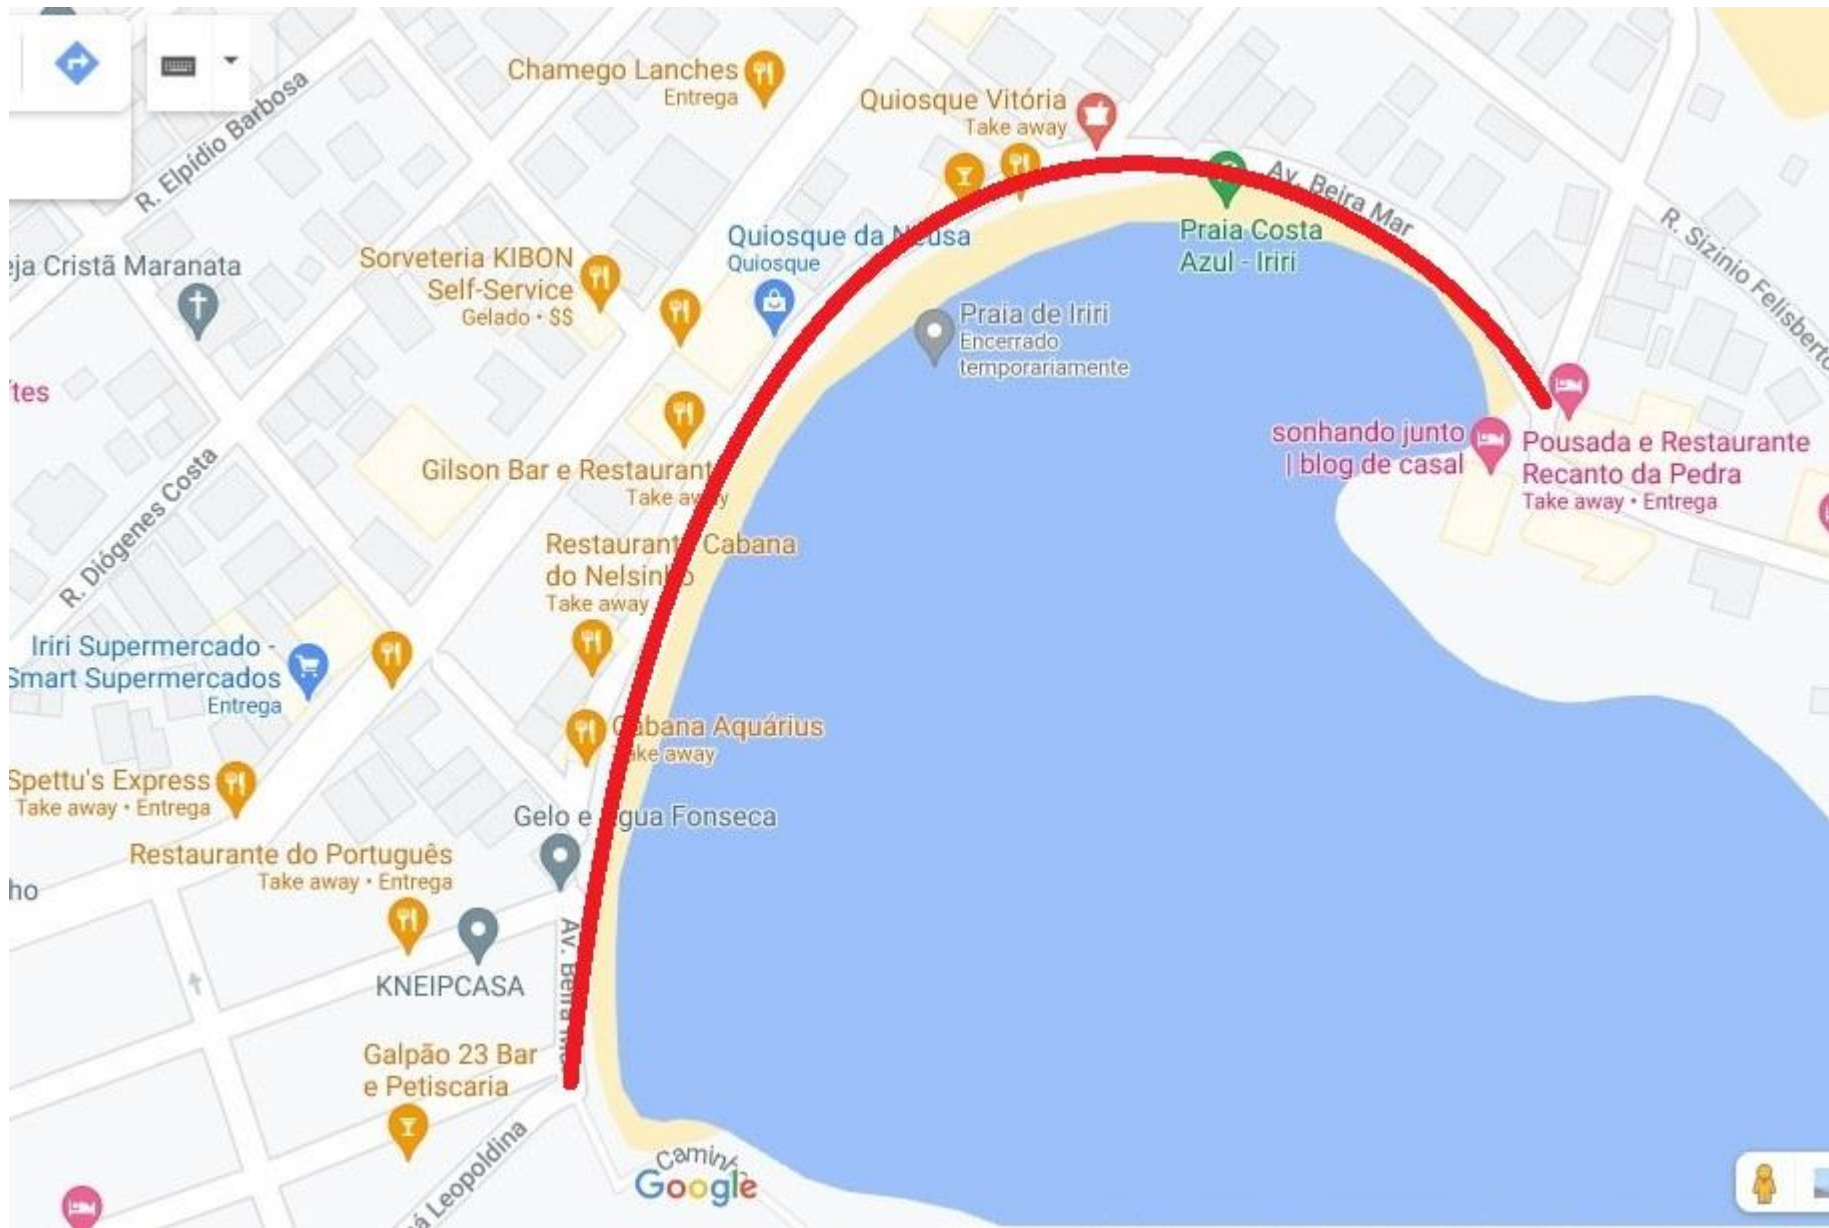 R. Elpídio Barbosa
Chamego Lanches
Entrega
Quiosque Vitória
Take away
Av. Beira Mar
Praia Costa
Azul - Iriri
R. Sizínio Felisberto
Quiosque da Neusa
Quiosque
eja Cristã Maranata
Sorveteria KIBON
Self-Service
Gelado • $$
Praia de Iriri
Encerrado
temporariamente
tes
sonhando junto
| blog de casal
Pousada e Restaurante
Recanto da Pedra
Take away • Entrega
Gilson Bar e Restaurant
Take away
R. Diógenes Costa
Restaurante Cabana
do Nelsinho
Take away
Iriri Supermercado -
Smart Supermercados
Entrega
Cabana Aquárius
Take away
Spettu's Express
Take away • Entrega
Gelo e Água Fonseca
Restaurante do Português
Take away • Entrega
ho
Av. Beira Mar
KNEIPCASA
Galpão 23 Bar
e Petiscaria
Leopoldina
Caminh
Google